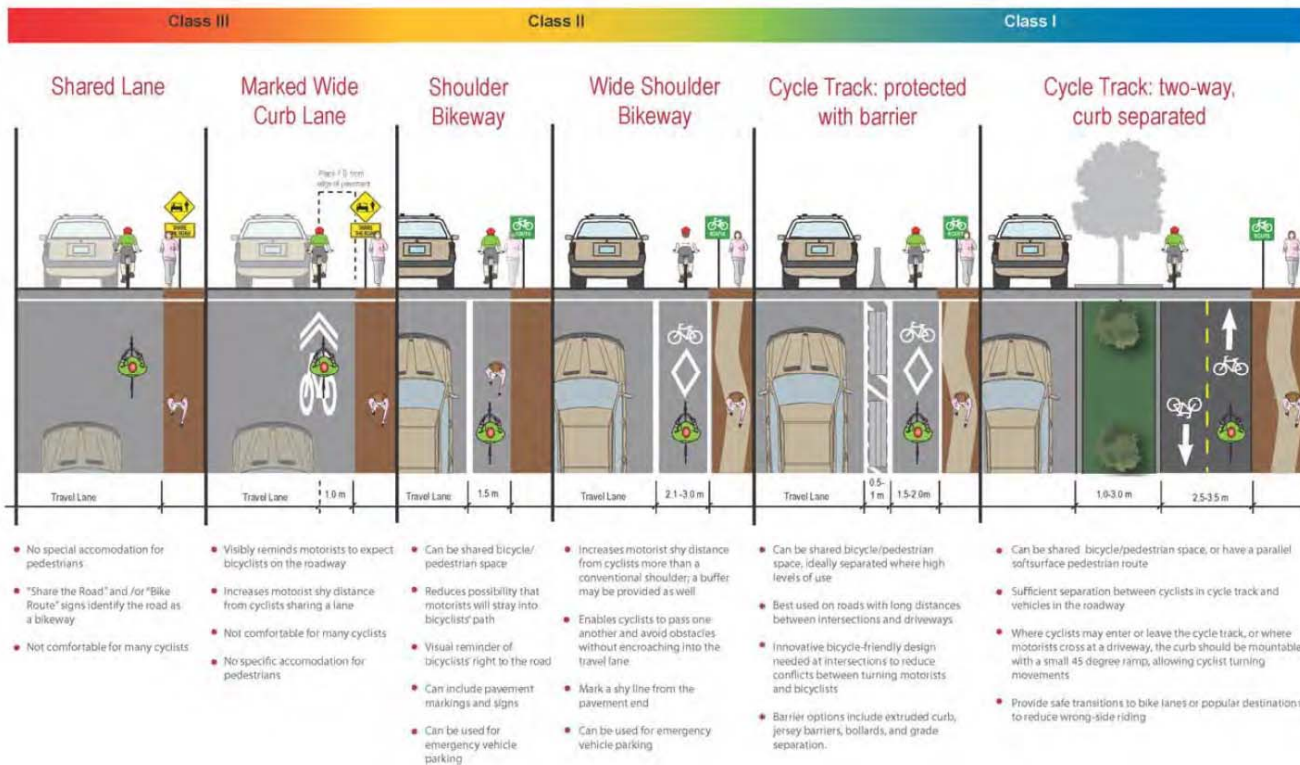 Class III
Class II
Class I
Shared Lane
Marked Wide
Curb Lane
Shoulder
Bikeway
Wide Shoulder
Bikeway
Cycle Track: protected
with barrier
Cycle Track: two-way,
curb separated
edge of pavement
SHARE
THE ROAD
SHARE
THE ROAD
ROUTE
ROUTE
ROUTE
ROUTE
Travel Lane
Travel Lane
1.0 m
1.5 m
Travel Lane
2.1-3.0 m
Travel Lane
0.5-
1 m
1.5-2.0m
1.0-3.0 m
2.5-3.5 m
No special accomodation for
pedestrians
"Share the Road" and /or "Bike
Route" signs identify the road as
a bikeway
Not comfortable for many cyclists
Visibly reminds motorists to expect
bicyclists on the roadway
Increases motorist shy distance
from cyclists sharing a lane
Not comfortable for many cyclists
No specific accomodation for
pedestrians
Can be shared bicycle/
pedestrian space
Reduces possibility that
motorists will stray into
bicyclists' path
Visual reminder of
bicyclists' right to the road
Can include pavement
markings and signs
Can be used for
emergency vehicle
parking
Increases motorist shy distance
from cyclists more than a
conventional shoulder; a buffer
may be provided as well
Enables cyclists to pass one
another and avoid obstacles
without encroaching into the
travel lane
Mark a shy line from the
pavement end
Can be used for emergency
vehicle parking
Can be shared bicycle/pedestrian
space, ideally separated where high
levels of use
Best used on roads with long distances
between intersections and driveways
Innovative bicycle-friendly design
needed at intersections to reduce
conflicts between turning motorists
and bicyclists
Barrier options include extruded curb,
jersey barriers, bollards, and grade
separation.
Can be shared bicycle/pedestrian space, or have a parallel
softsurface pedestrian route
Sufficient separation between cyclists in cycle track and
vehicles in the roadway
Where cyclists may enter or leave the cycle track, or where
motorists cross at a driveway, the curb should be mountable
with a small 45 degree ramp, allowing cyclist turning
movements
Provide safe transitions to bike lanes or popular destination
to reduce wrong-side riding